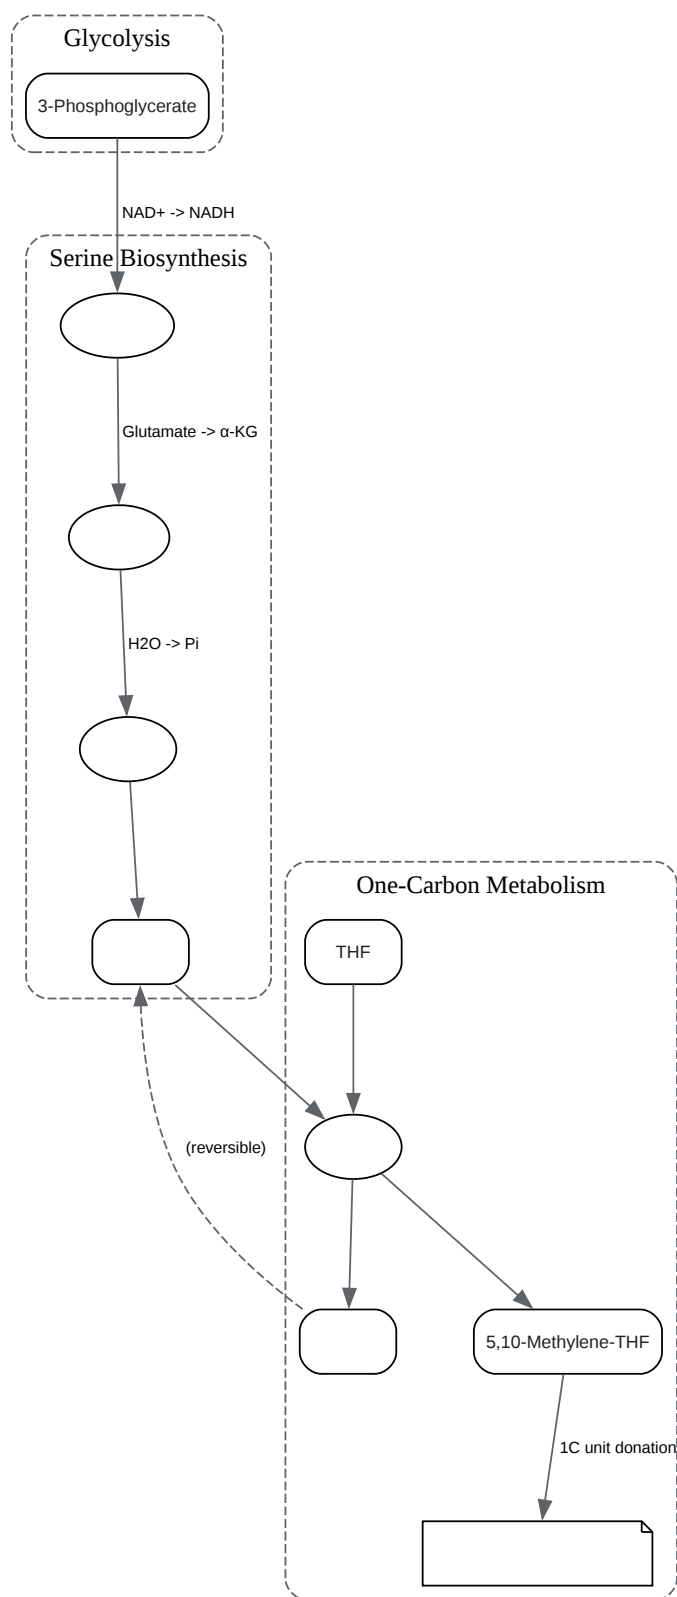 Glycolysis
3-Phosphoglycerate
NAD+ -> NADH
Serine Biosynthesis
Glutamate -> α-KG
H2O -> Pi
One-Carbon Metabolism
THF
(reversible)
5,10-Methylene-THF
1C unit donation